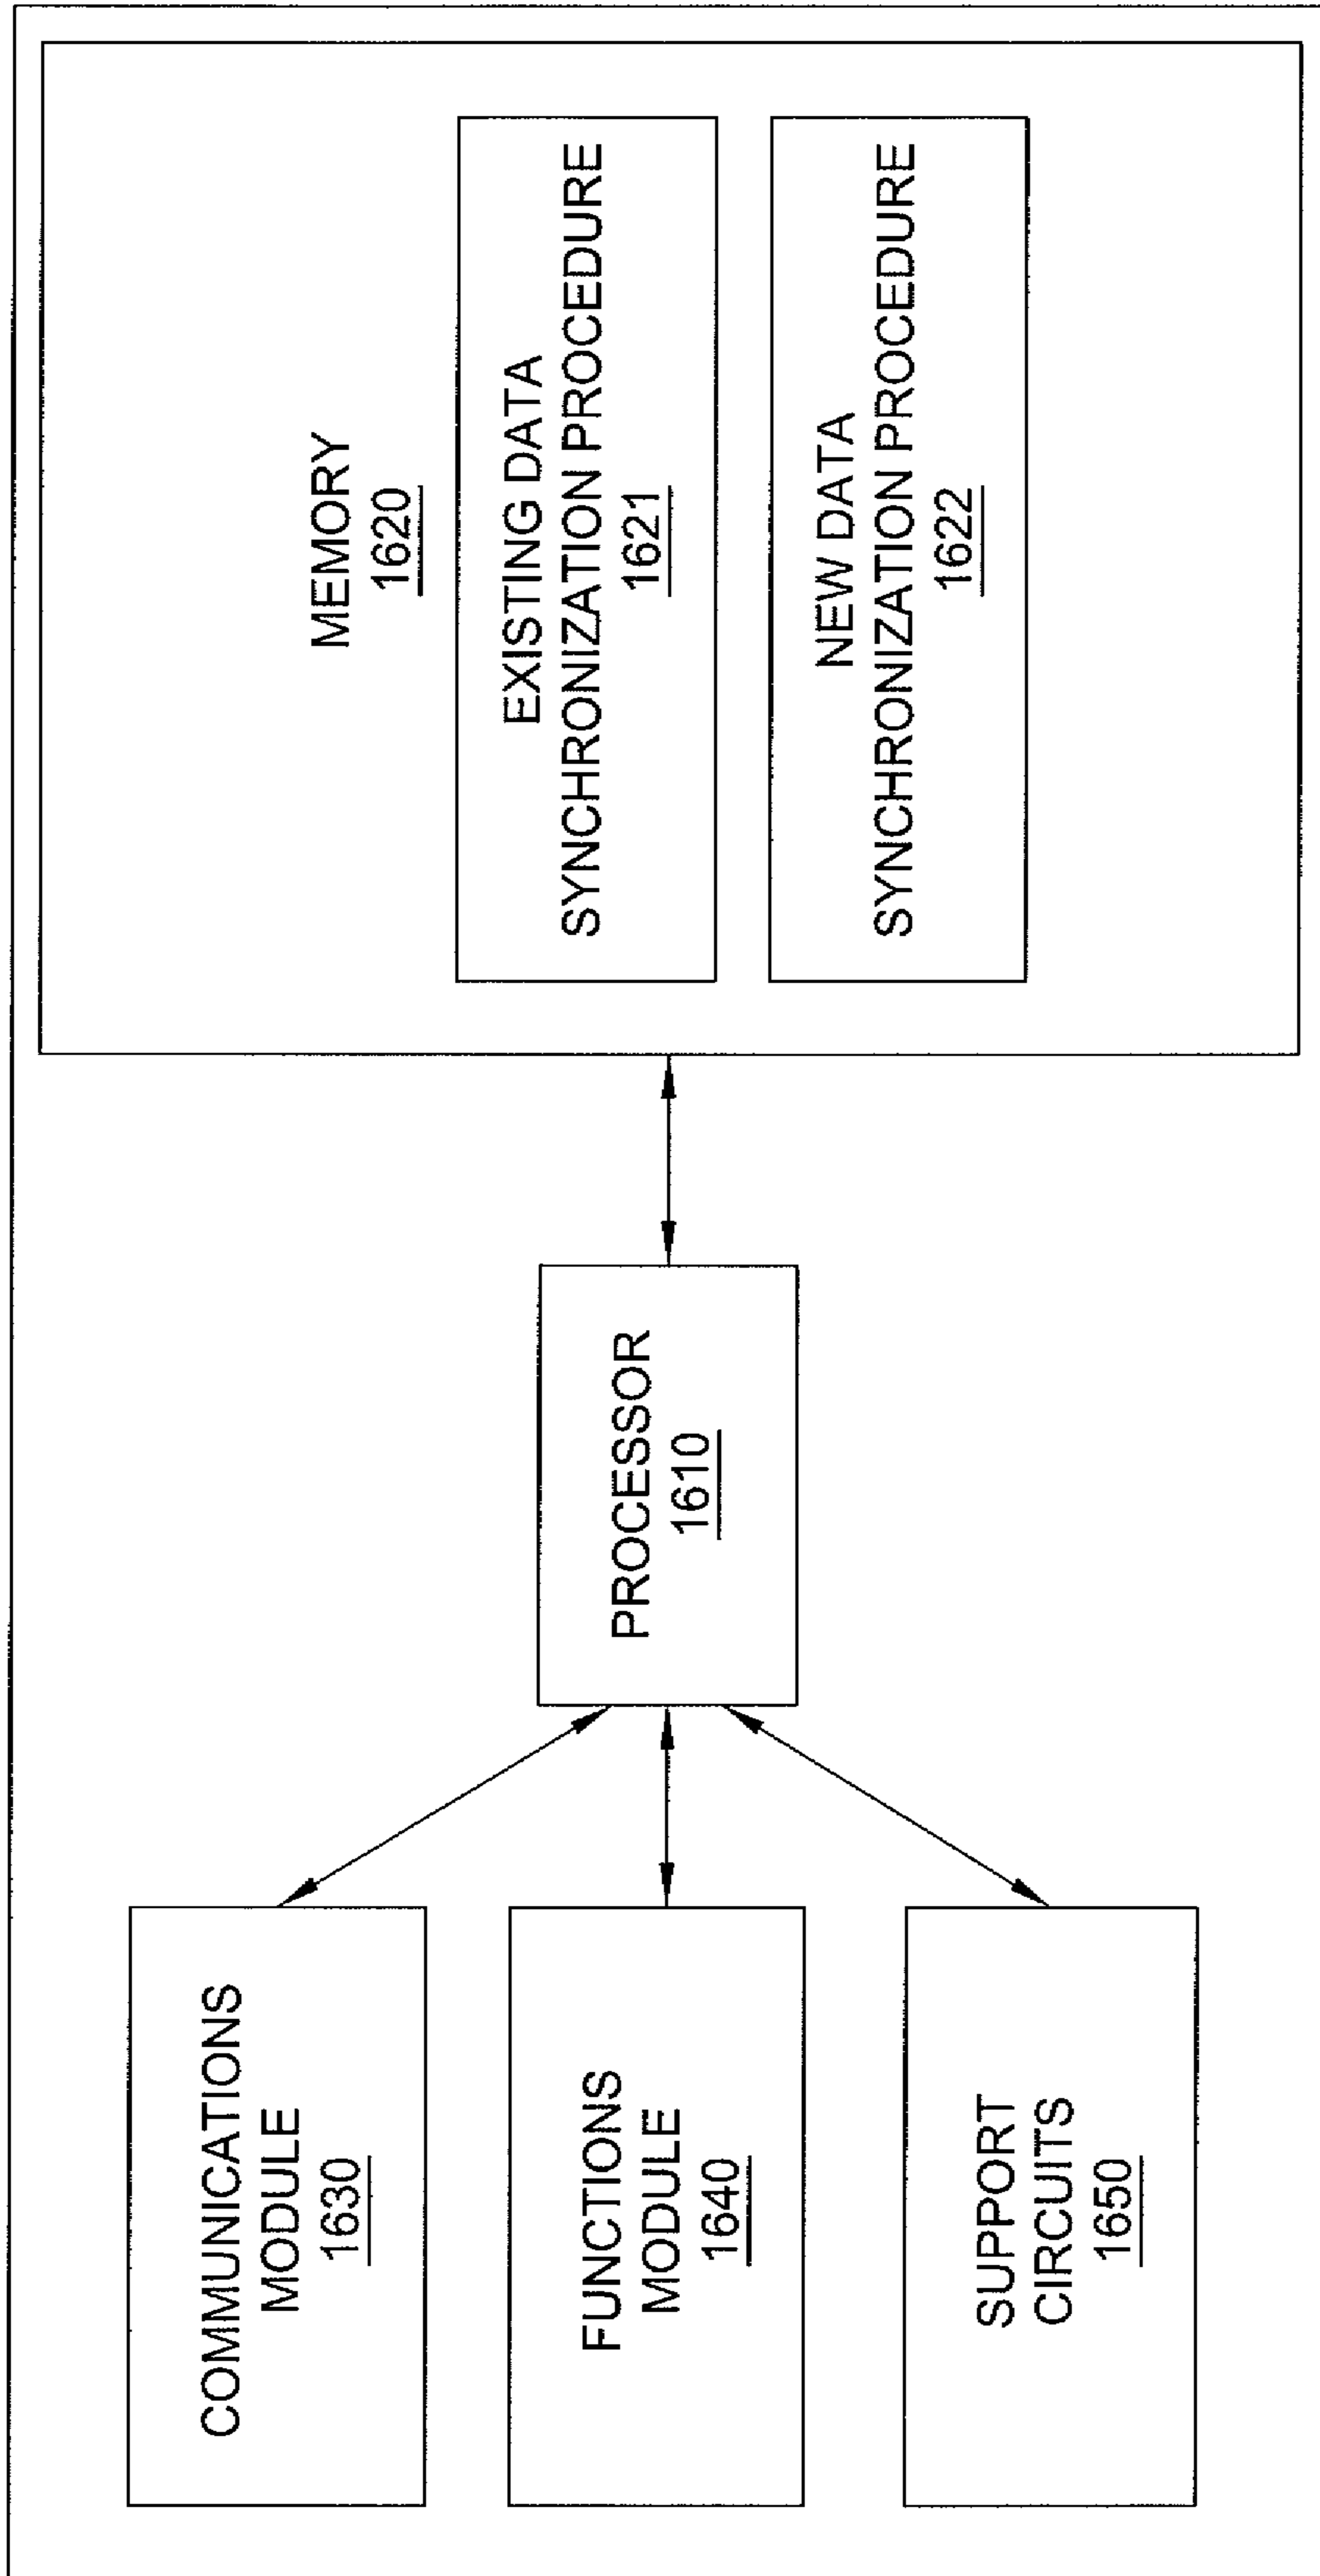 COMMUNICATIONS
MODULE
1630
FUNCTIONS
MODULE
1640
SUPPORT
CIRCUITS
1650
PROCESSOR
1610
MEMORY
1620
EXISTING DATA
SYNCHRONIZATION PROCEDURE
1621
NEW DATA
SYNCHRONIZATION PROCEDURE
1622